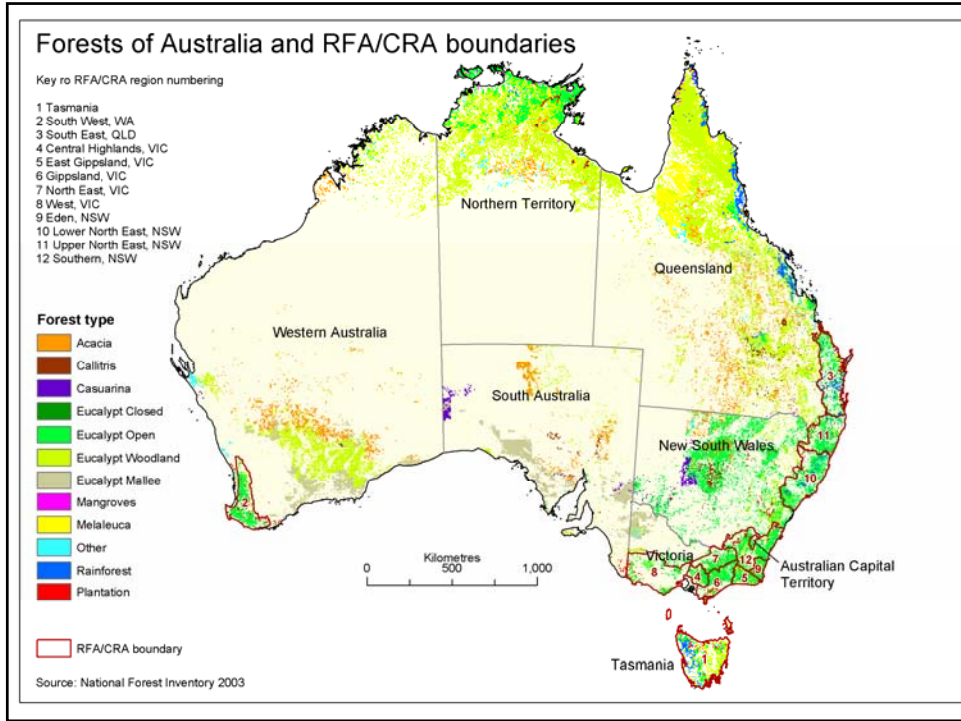 Forests of Australia and RFA/CRA boundaries
Key ro RFA/CRA region numbering
1 Tasmania
2 South West, WA
3 South East, QLD
4 Central Highlands, VIC
5 East Gippsland, VIC
6 Gippsland, VIC
7 North East, VIC
8 West, VIC
9 Eden, NSW
10 Lower North East, NSW
11 Upper North East, NSW
12 Southern, NSW
Forest type
Acacia
Callitris
Casuarina
Eucalypt Closed
Eucalypt Open
Eucalypt Woodland
Eucalypt Mallee
Mangroves
Melaleuca
Other
Rainforest
Plantation
RFA/CRA boundary
Source: National Forest Inventory 2003
Northern Territory
Queensland
Western Australia
South Australia
New South Wales
Victoria
Australian Capital
Territory
Tasmania
Kilometres
0 500 1,000
3
11
10
2
7
12
9
8
4
6
5
1